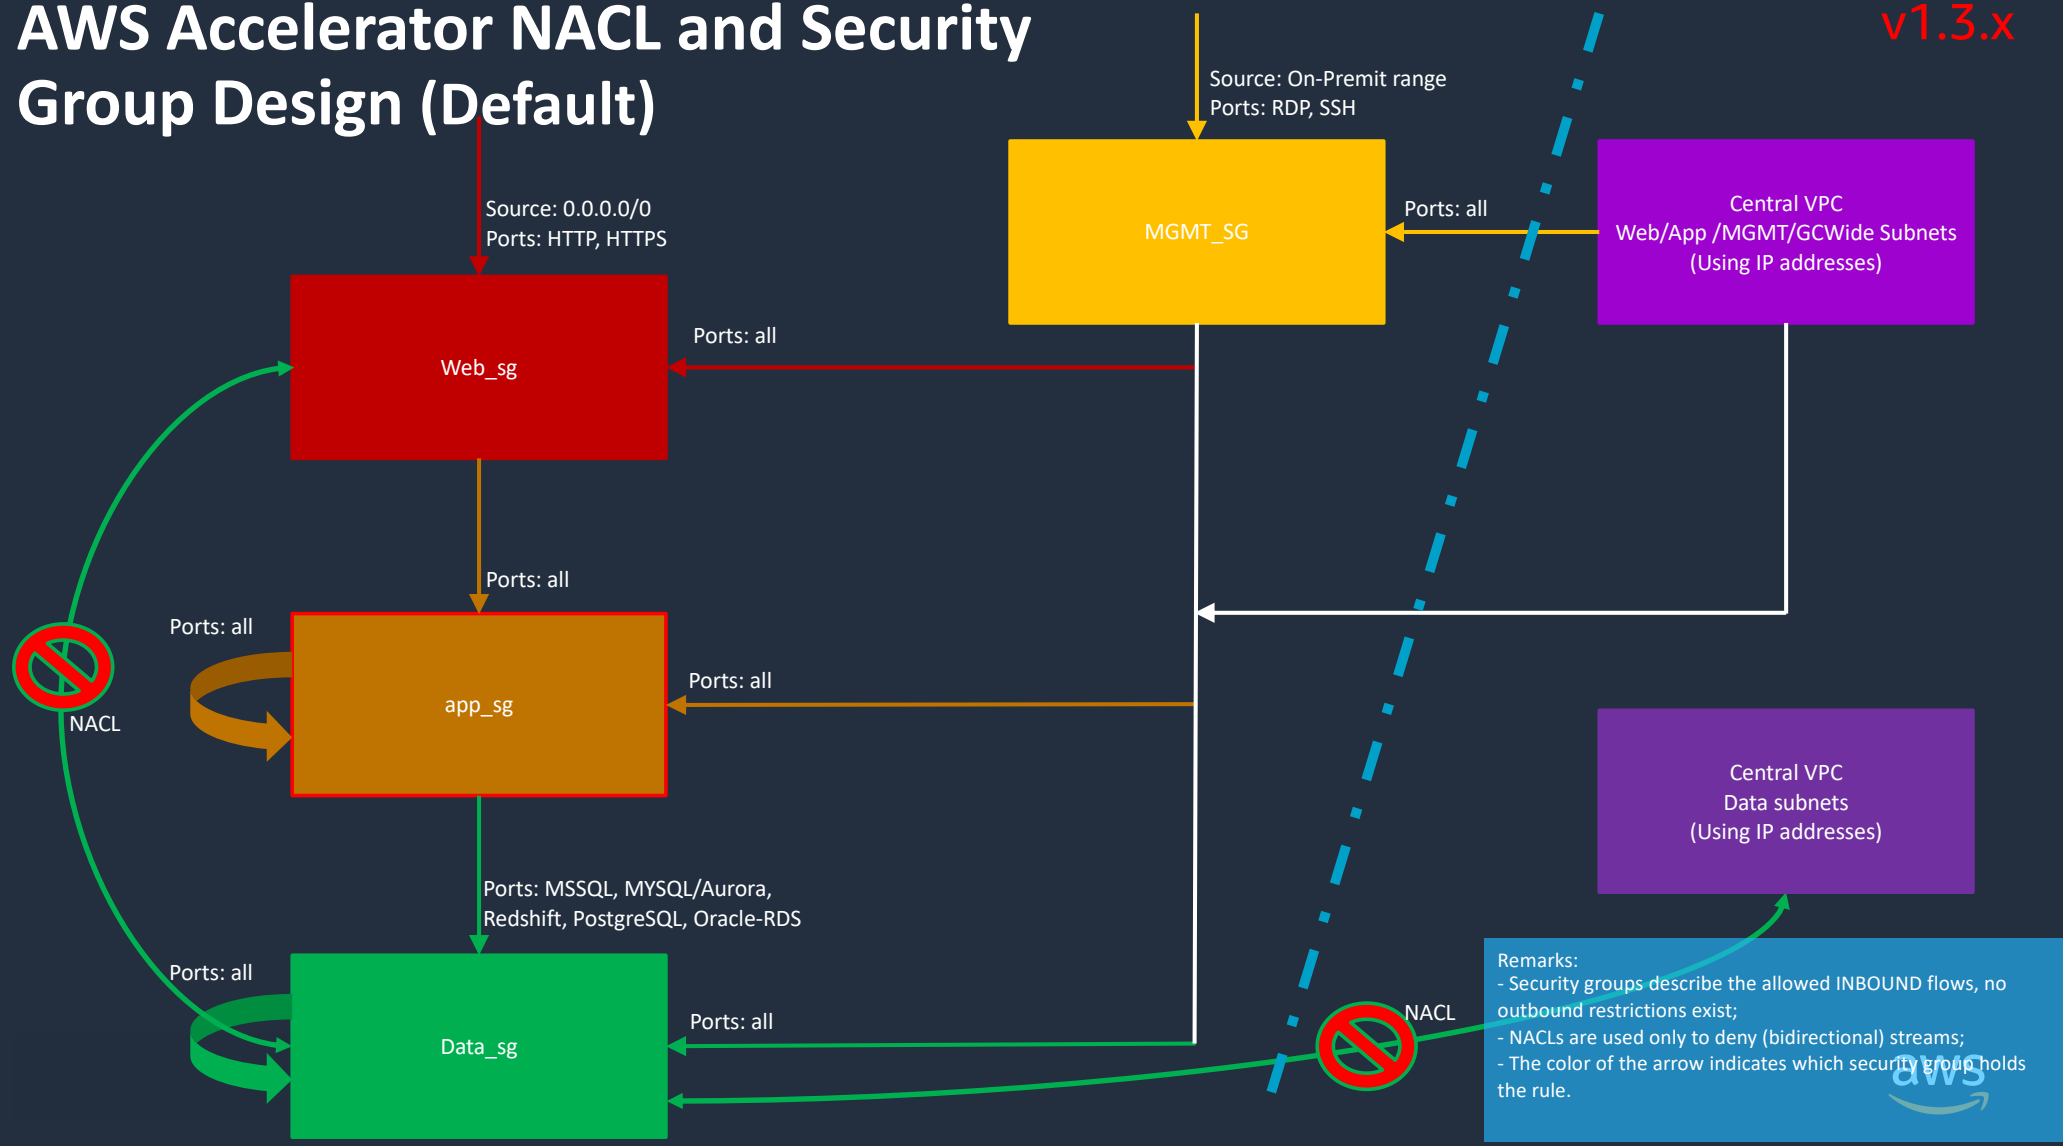 AWS Accelerator NACL and Security
Group Design (Default)
v1.3.x
Source: On-Premit range
Ports: RDP, SSH
Source: 0.0.0.0/0
Ports: HTTP, HTTPS
MGMT_SG
Ports: all
Central VPC
Web/App /MGMT/GCWide Subnets
(Using IP addresses)
Web_sg
Ports: all
Ports: all
Ports: all
app_sg
Ports: all
NACL
Central VPC
Data subnets
(Using IP addresses)
Ports: MSSQL, MYSQL/Aurora,
Redshift, PostgreSQL, Oracle-RDS
Ports: all
Data_sg
Ports: all
NACL
Remarks:
- Security groups describe the allowed INBOUND flows, no
outbound restrictions exist;
- NACLs are used only to deny (bidirectional) streams;
- The color of the arrow indicates which security group holds
the rule.
aws